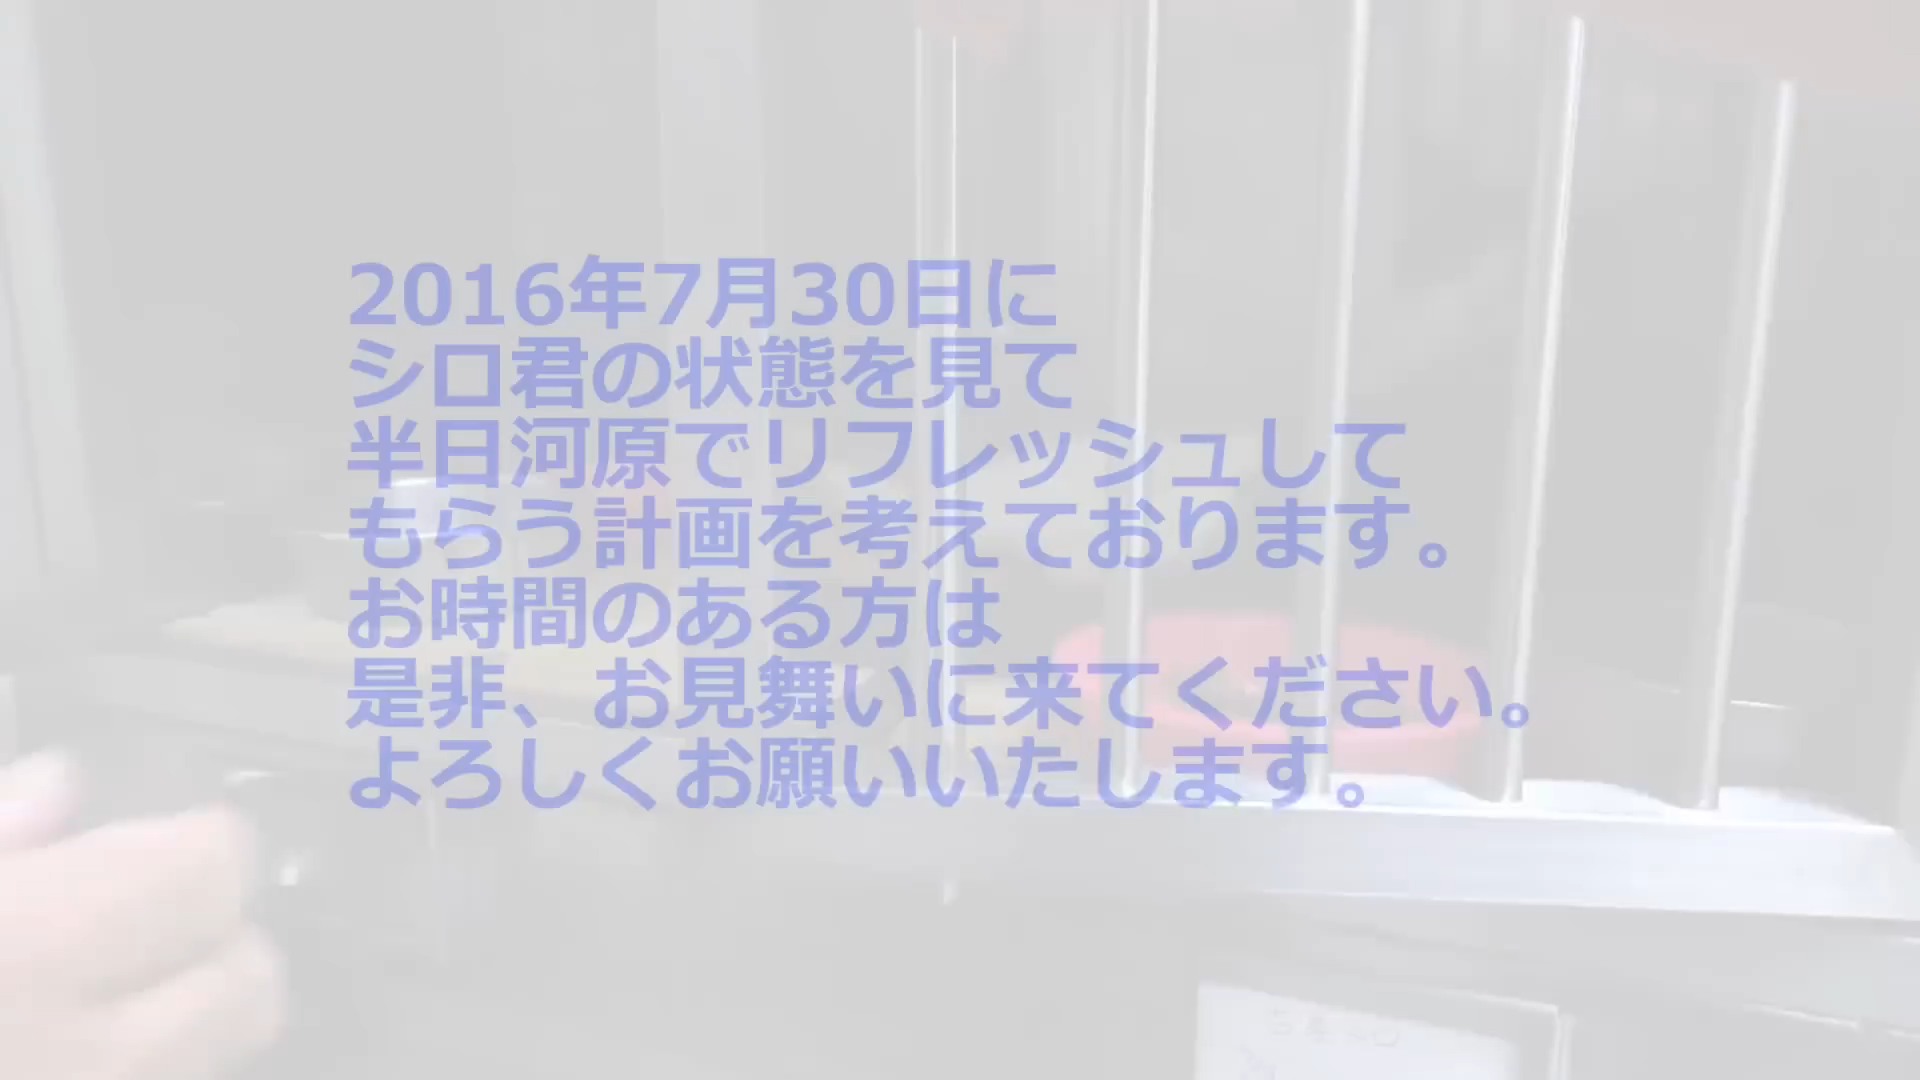 2016年7月30日に
シロ君の状態を見て
半日河原でリフレッシュして
もらう計画を考えております。
お時間のある方は
是非、お見舞いに来てください。
よろしくお願いいたします。